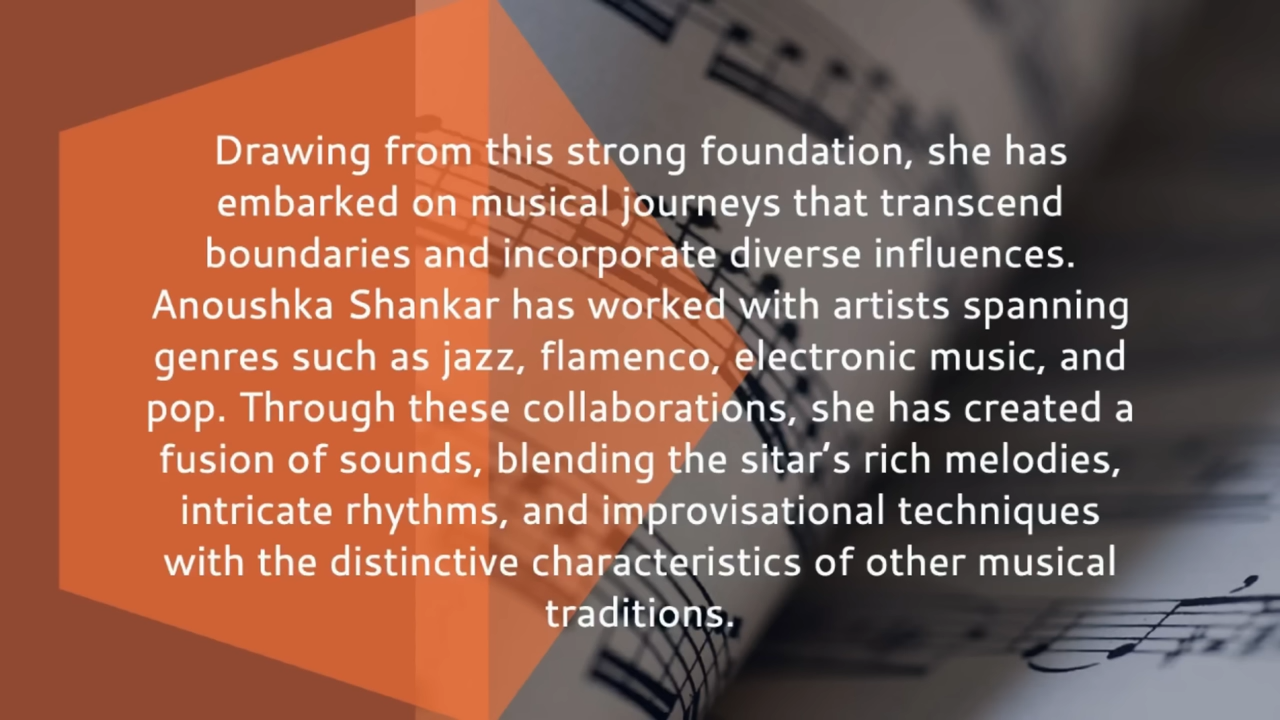 Drawing from this strong foundation, she has
embarked on musical journeys that transcend
boundaries and incorporate diverse influences.
Anoushka Shankar has worked with artists spanning
genres such as jazz, flamenco, electronic music, and
pop. Through these collaborations, she has created a
fusion of sounds, blending the sitar’s rich melodies,
intricate rhythms, and improvisational techniques
with the distinctive characteristics of other musical
traditions.